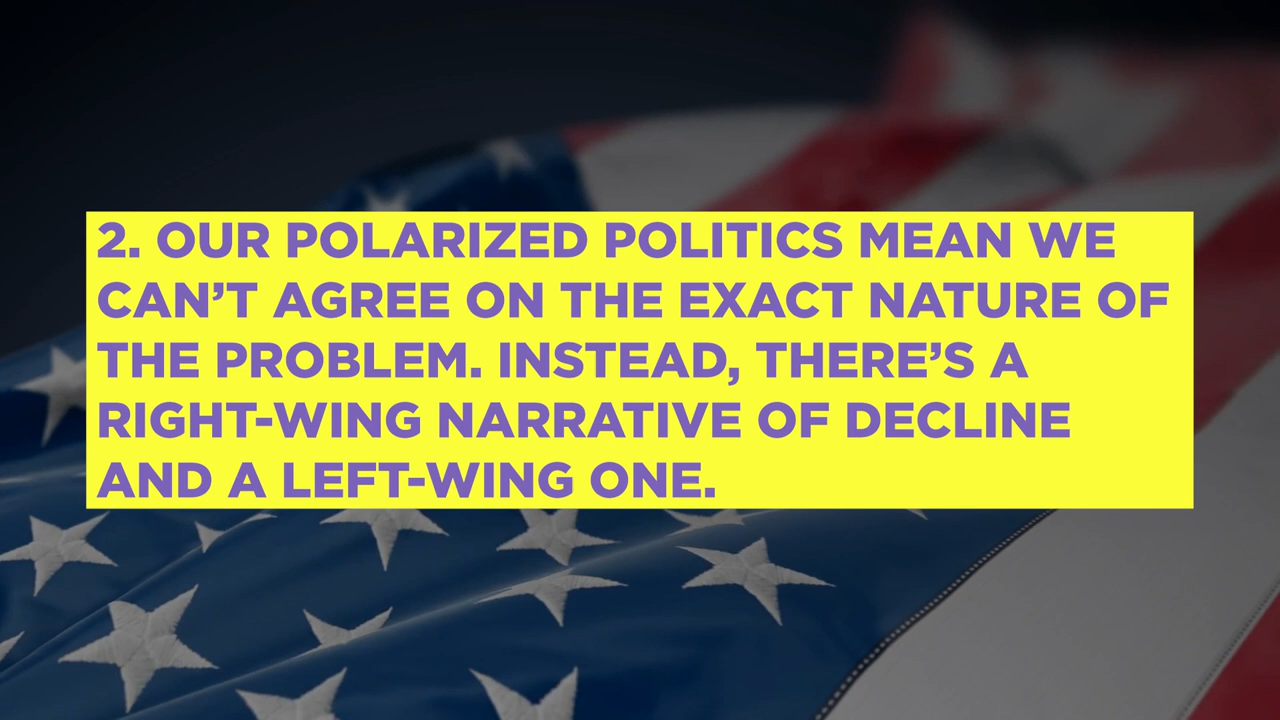 2. OUR POLARIZED POLITICS MEAN WE
CAN’T AGREE ON THE EXACT NATURE OF
THE PROBLEM. INSTEAD, THERE’S A
RIGHT-WING NARRATIVE OF DECLINE
AND A LEFT-WING ONE.